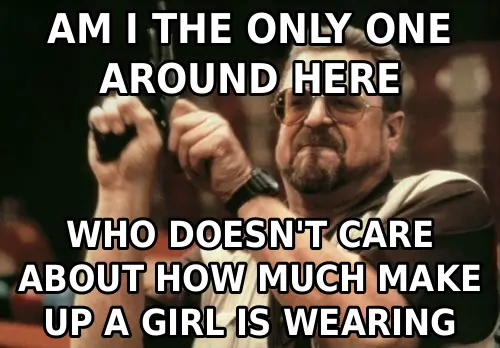 AM I THE ONLY ONE
AROUND HERE
WHO DOESN'T CARE
ABOUT HOW MUCH MAKE
UP A GIRL IS WEARING